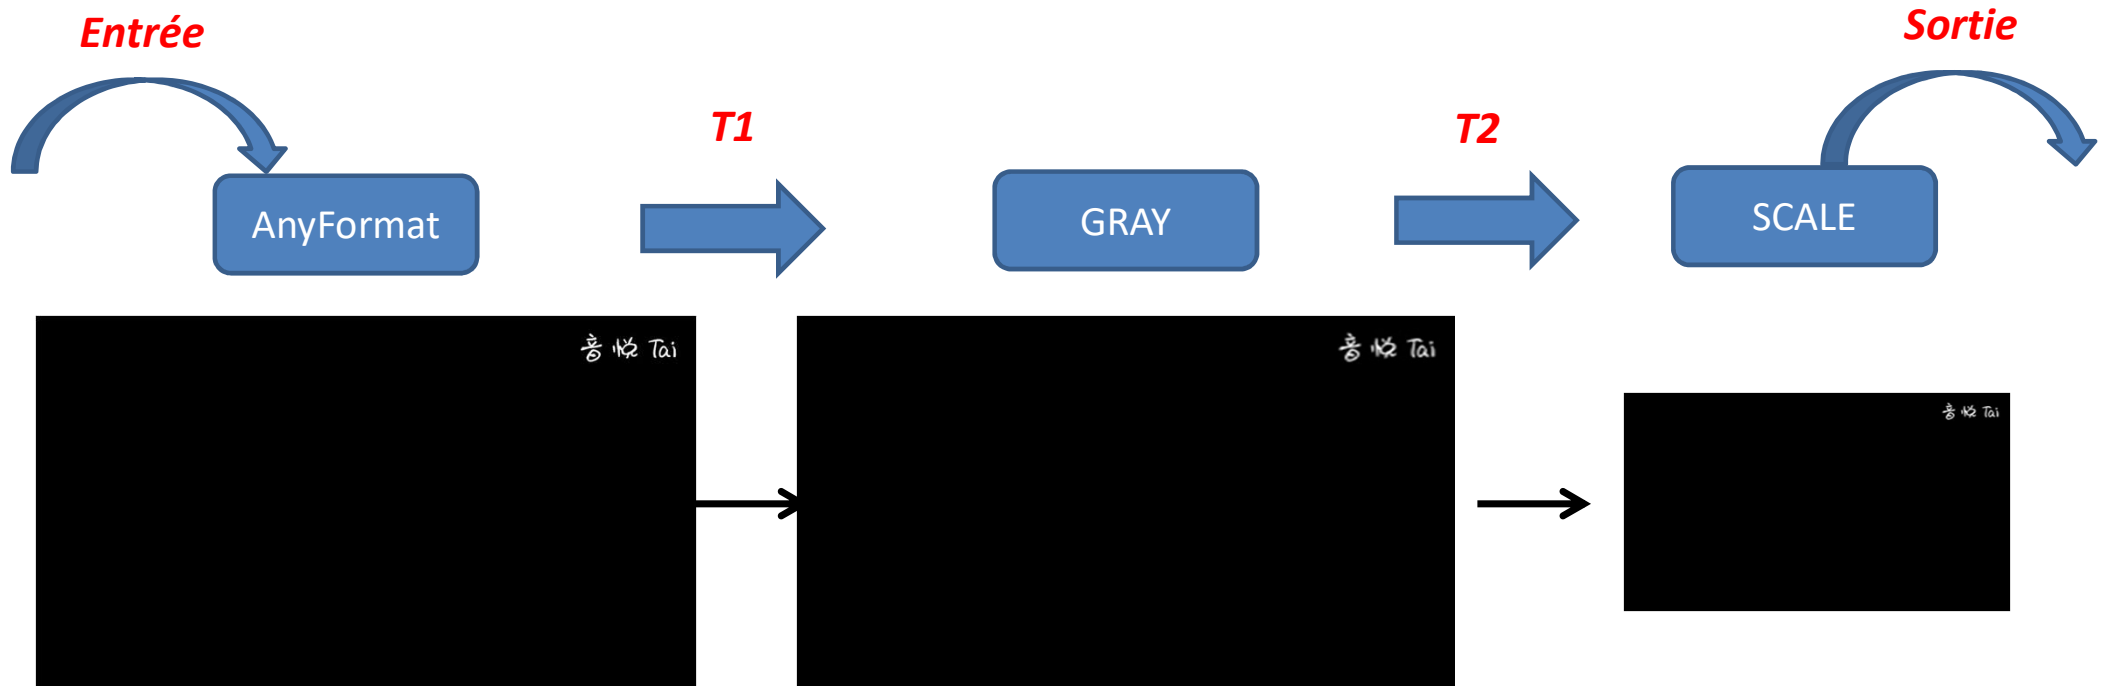 Entrée
Sortie
T1
T2
AnyFormat
GRAY
SCALE
音悦 Tai
音悦 Tai
音悦 Tai